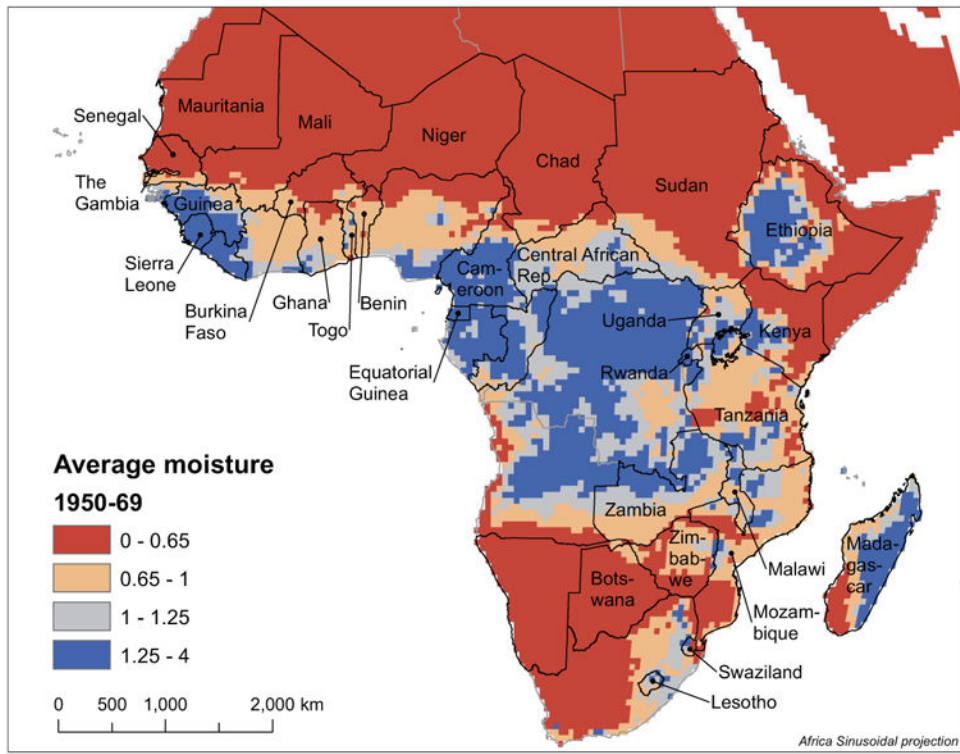 Mauritania
Senegal
Mali
Niger
Chad
Sudan
The
Gambia
Guinea
Ethiopia
Sierra
Leone
Burkina
Faso
Ghana
Togo
Benin
Cam-
eroon
Central African
Rep.
Uganda
Kenya
Equatorial
Guinea
Rwanda
Tanzania
Average moisture
1950-69
0 - 0.65
0.65 - 1
1 - 1.25
1.25 - 4
0 500 1,000 2,000 km
Zambia
Zim-
bab-
we
Bots-
wana
Malawi
Mozam-
bique
Mada-
gas-
car
Swaziland
Lesotho
Africa Sinusoidal projection